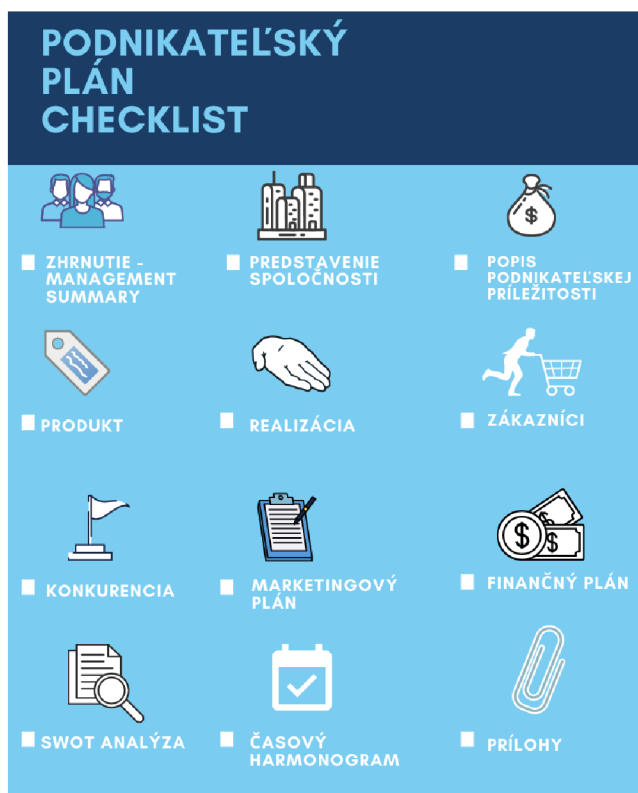 PODNIKATEĽSKÝ
PLÁN
CHECKLIST
ZHRNUTIE -
MANAGEMENT
SUMMARY
PREDSTAVENIE
SPOLOČNOSTI
POPIS
PODNIKATEĽSKEJ
PRÍLEŽITOSTI
PRODUKT
REALIZÁCIA
ZÁKAZNÍCI
KONKURENCIA
MARKETINGOVÝ
PLÁN
FINANČNÝ PLÁN
SWOT ANALÝZA
ČASOVÝ
HARMONOGRAM
PRÍLOHY